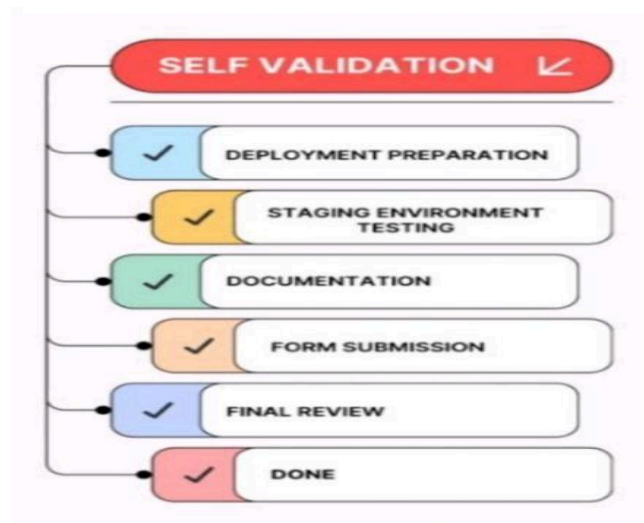 SELF VALIDATION
DEPLOYMENT PREPARATION
STAGING ENVIRONMENT
TESTING
DOCUMENTATION
FORM SUBMISSION
FINAL REVIEW
DONE